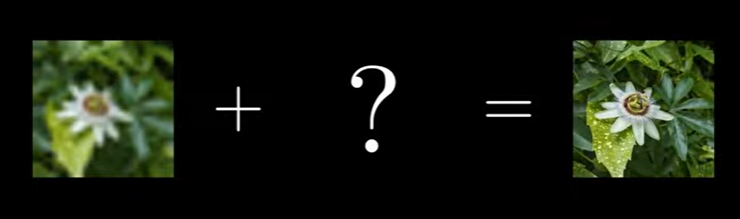 + ? =